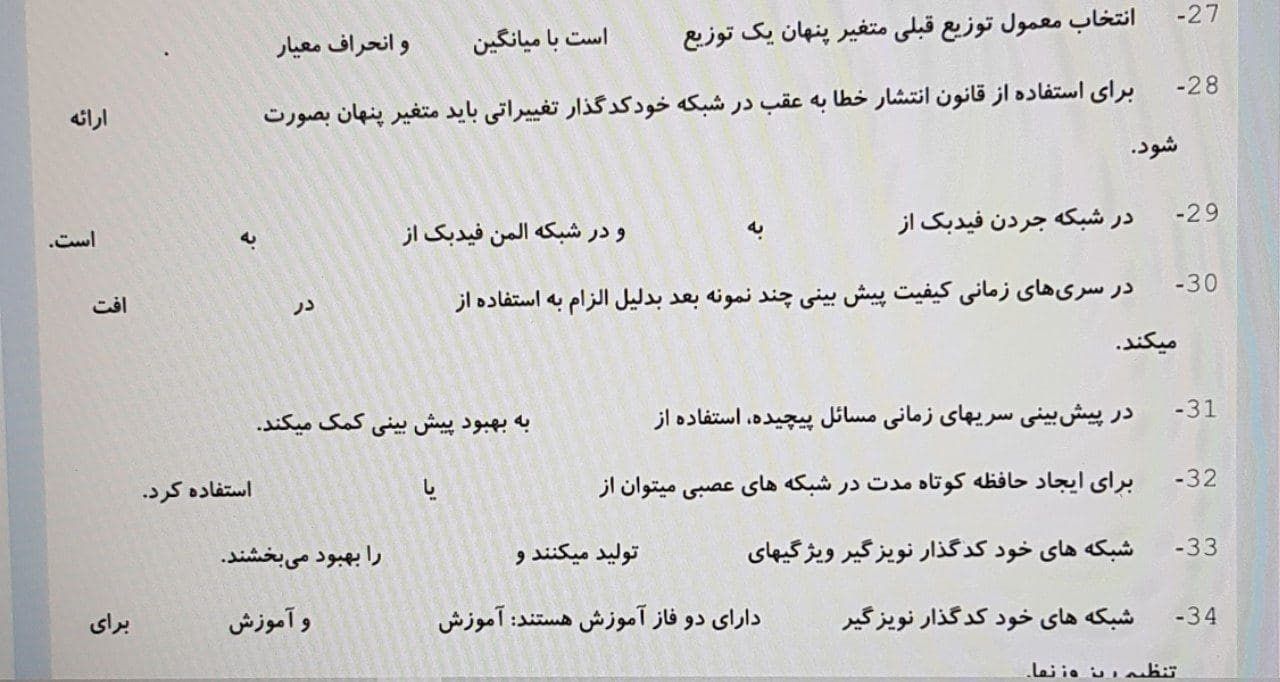 27- انتخاب معمول توزیع قبلی متغیر پنهان یک توزیع است با میانگین و انحراف معیار .
28- برای استفاده از قانون انتشار خطا به عقب در شبکه خودکدگذار تغییراتی باید متغیر پنهان بصورت ارائه
شود.
29- در شبکه جردن فیدبک از به و در شبکه المن فیدبک از به است.
30- در سری‌های زمانی کیفیت پیش بینی چند نمونه بعد بدلیل الزام به استفاده از در افت
میکند.
31- در پیش‌بینی سریهای زمانی مسائل پیچیده، استفاده از به بهبود پیش بینی کمک میکند.
32- برای ایجاد حافظه کوتاه مدت در شبکه های عصبی میتوان از یا استفاده کرد.
33- شبکه های خود کدگذار نویزگیر ویژگیهای تولید میکنند و را بهبود می‌بخشند.
34- شبکه های خود کدگذار نویزگیر دارای دو فاز آموزش هستند: آموزش و آموزش برای
تنظیم ریز وزنها.